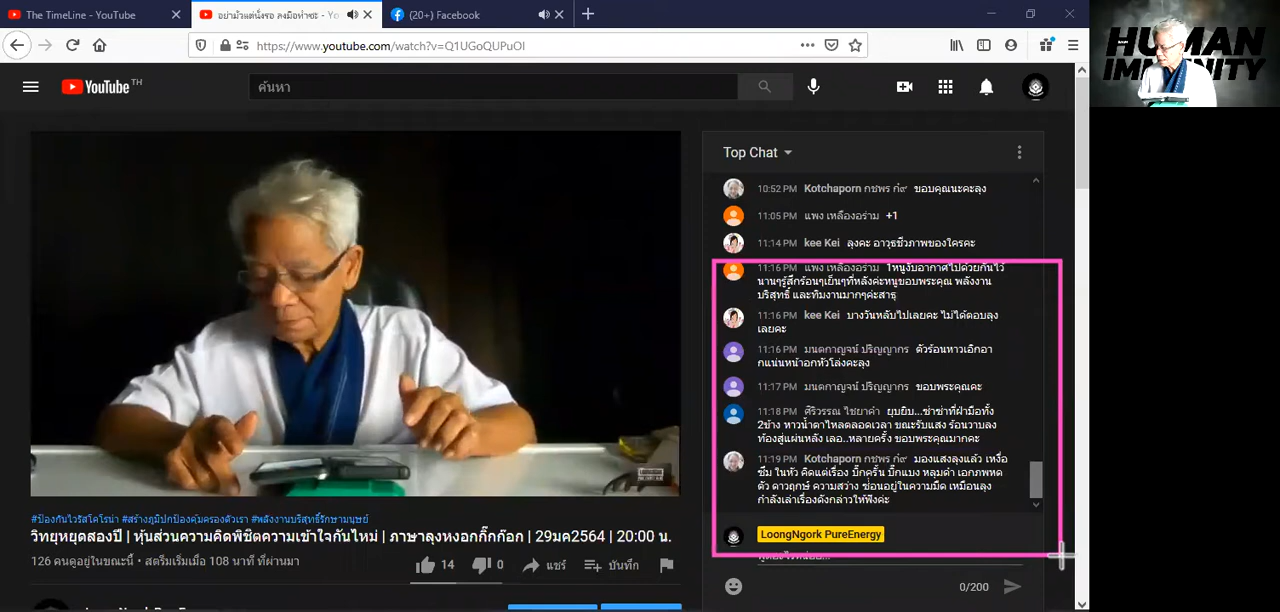 The TimeLine - YouTube
อย่ามัวแต่นั่งรอ ลงมือทำซะ - Yo
(20+) Facebook
https://www.youtube.com/watch?v=Q1UGoQUPuOI
HUMAN
IMMUNITY
YouTube TH
ค้นหา
Top Chat
10:52 PM Kotchaporn กชพร ก๋๙ ขอบคุณนะคะลุง
11:05 PM แพง เหลืองอร่าม +1
11:14 PM kee Kei ลุงคะ อาวุธชีวภาพของใครคะ
11:16 PM แพง เหลืองอร่าม 1หนูงับอากาศไปด้วยกันไว้
นานๆรู้สึกร้อนๆเย็นๆที่หลังค่ะหนูขอบพระคุณ พลังงาน
บริสุทธิ์ และทิมงานมากๆค่ะสาธุ
11:16 PM kee Kei บางวันหลับไปเลยคะ ไม่ได้ตอบลุง
เลยคะ
11:16 PM มนตกาญจน์ ปริญญากร ตัวร้อนหาวเอิกอา
กแน่นหน้าอกหัวโล่งคะลุง
11:17 PM มนตกาญจน์ ปริญญากร ขอบพระคุณคะ
11:18 PM ศิริวรรณ ไชยาคำ ยุบยิบ...ซ่าซ่าที่ฝ่ามือทั้ง
2ข้าง หาวน้ำตาไหลตลอดเวลา ขณะรับแสง ร้อนวาบลง
ท้องสู่แผ่นหลัง เลอ..หลายครั้ง ขอบพระคุณมากคะ
11:19 PM Kotchaporn กชพร ก๋๙ มองแสงลุงแล้ว เหงื่อ
ซึม ในหัว คิดแต่เรื่อง บิ๊กครั้น บิ๊กแบง หลุมดำ เอกภพหด
ตัว ดาวฤกษ์ ความสว่าง ซ่อนอยู่ในความมืด เหมือนลุง
กำลังเล่าเรื่องดังกล่าวให้ฟังค่ะ
LoongNgork PureEnergy
0/200
#ป้องกันไวรัสโคโรน่า #สร้างภูมิปกป้องคุ้มครองตัวเรา #พลังงานบริสุทธิ์รักษามนุษย์
วิทยุหยุดสองปี | หุ้นส่วนความคิดพิชิตความเข้าใจกันใหม่ | ภาษาลุงหงอกกิ๊กก๊อก | 29มค2564 | 20:00 น.
126 คนดูอยู่ในขณะนี้ • สตรีมเริ่มเมื่อ 108 นาทีที่ผ่านมา
14
0
แชร์
บันทึก